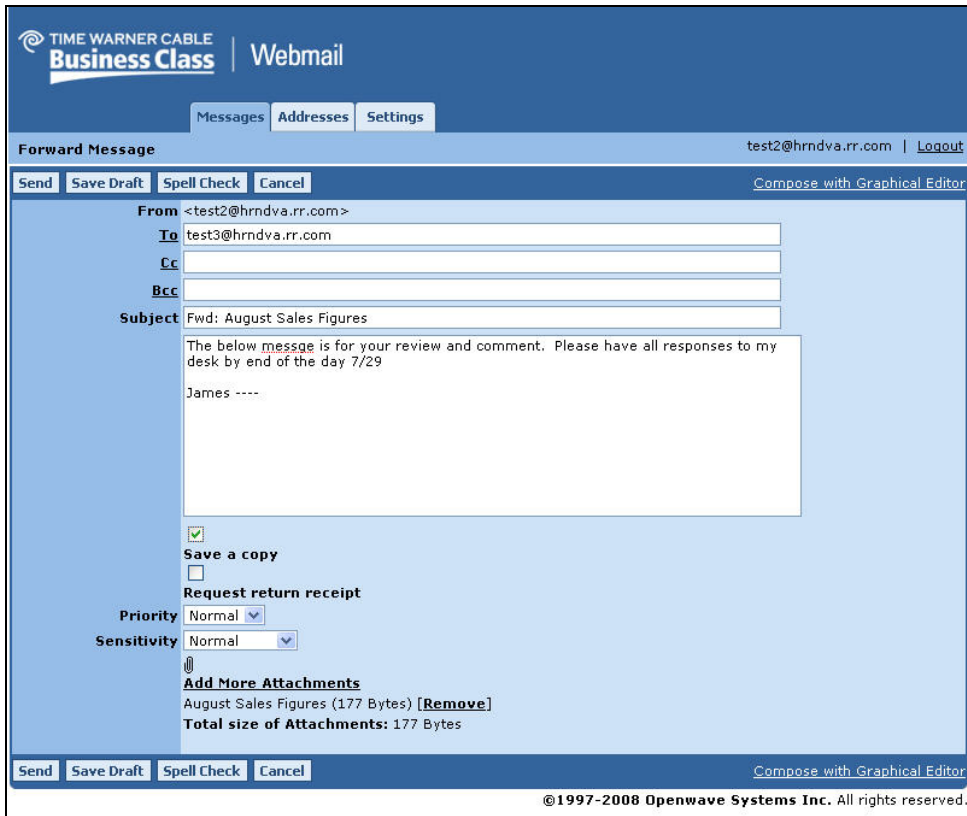 TIME WARNER CABLE
Business Class | Webmail
Messages Addresses Settings
Forward Message test2@hrndva.rr.com | Logout
Send Save Draft Spell Check Cancel Compose with Graphical Editor
From <test2@hrndva.rr.com>
To test3@hrndva.rr.com
Cc
Bcc
Subject Fwd: August Sales Figures
The below messge is for your review and comment. Please have all responses to my
desk by end of the day 7/29
James ----
Save a copy
Request return receipt
Priority Normal
Sensitivity Normal
Add More Attachments
August Sales Figures (177 Bytes) [Remove]
Total size of Attachments: 177 Bytes
Send Save Draft Spell Check Cancel Compose with Graphical Editor
©1997-2008 Openwave Systems Inc. All rights reserved.